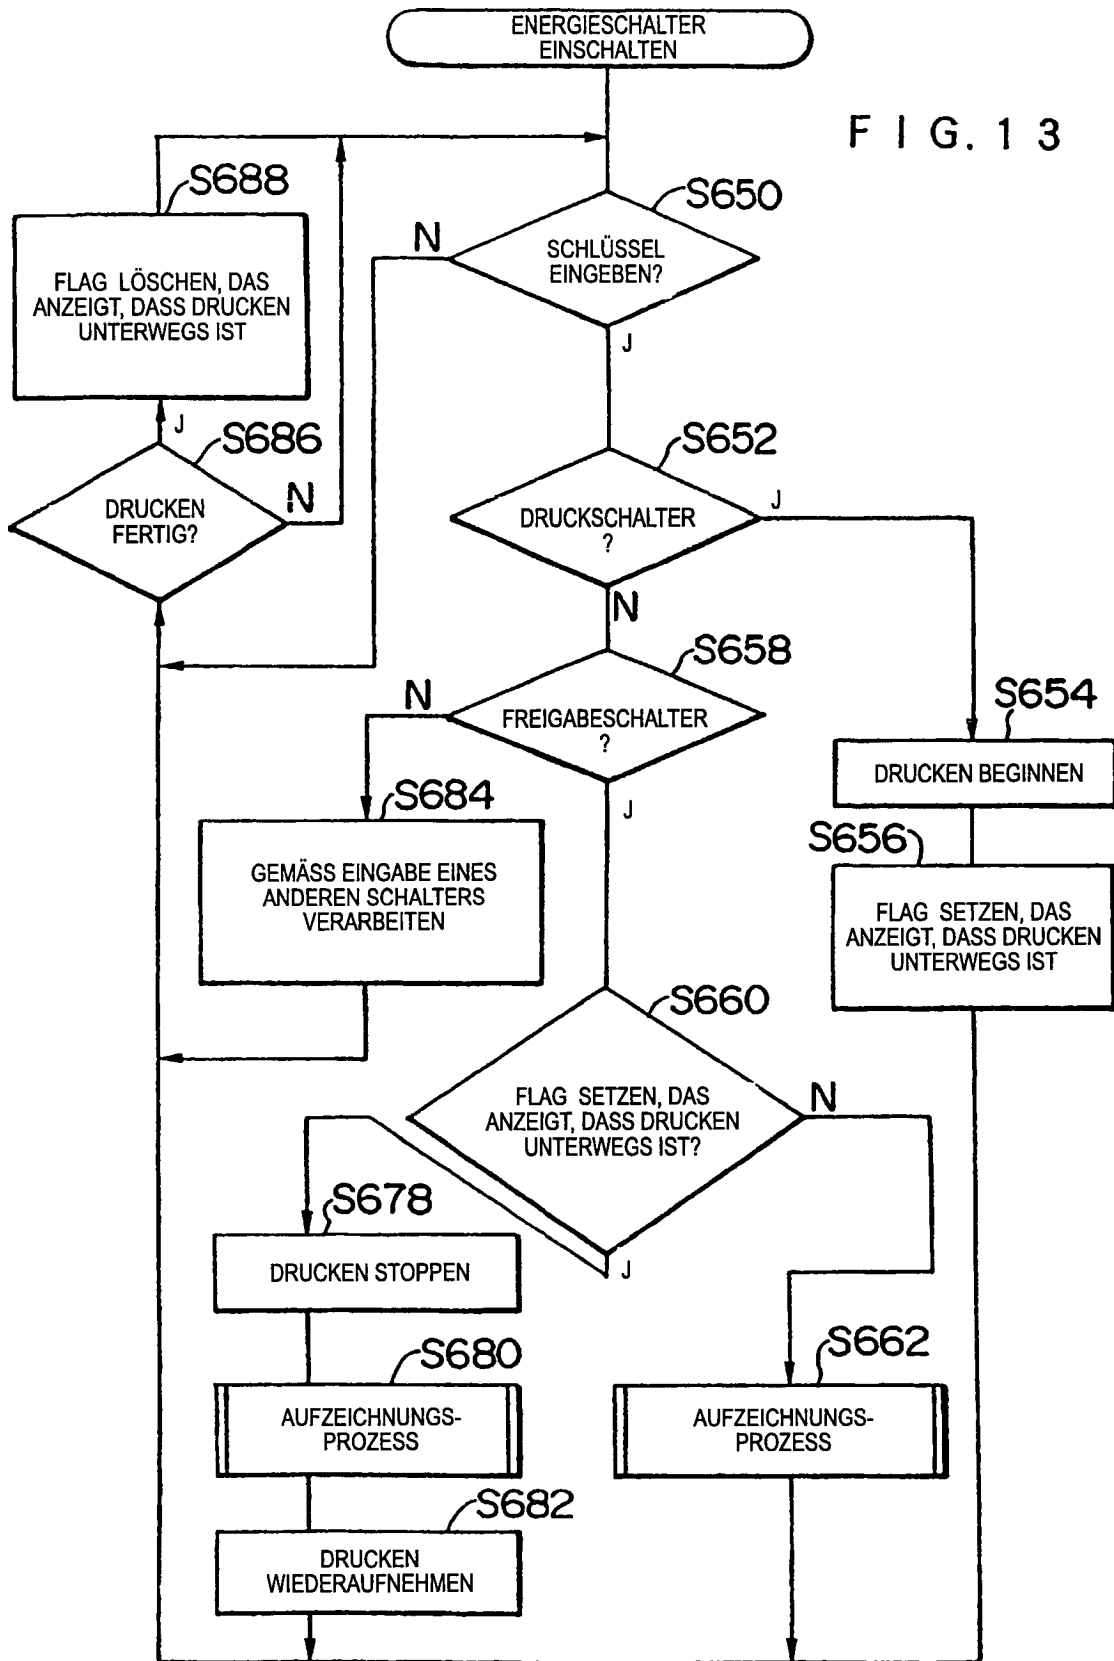 ENERGIESCHALTER
EINSCHALTEN
F I G. 1 3
S688
S650
N
SCHLÜSSEL
EINGEBEN?
FLAG LÖSCHEN, DAS
ANZEIGT, DASS DRUCKEN
UNTERWEGS IST
J
J
S686
S652
DRUCKEN
FERTIG?
N
DRUCKSCHALTER
?
J
N
S658
N
FREIGABESCHALTER
?
S654
DRUCKEN BEGINNEN
S684
J
S656
GEMÄSS EINGABE EINES
ANDEREN SCHALTERS
VERARBEITEN
FLAG SETZEN, DAS
ANZEIGT, DASS DRUCKEN
UNTERWEGS IST
S660
FLAG SETZEN, DAS
ANZEIGT, DASS DRUCKEN
UNTERWEGS IST?
N
S678
DRUCKEN STOPPEN
J
S680
S662
AUFZEICHNUNGS-
PROZESS
AUFZEICHNUNGS-
PROZESS
S682
DRUCKEN
WIEDERAUFNEHMEN